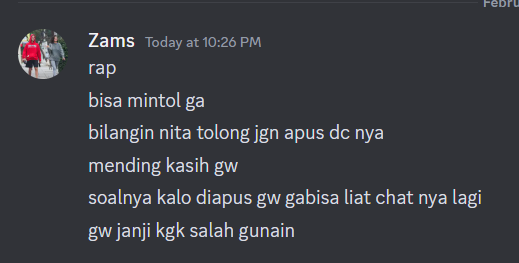 Febru
Zams Today at 10:26 PM
rap
bisa mintol ga
bilangin nita tolong jgn apus dc nya
mending kasih gw
soalnya kalo diapus gw gabisa liat chat nya lagi
gw janji kgk salah gunain